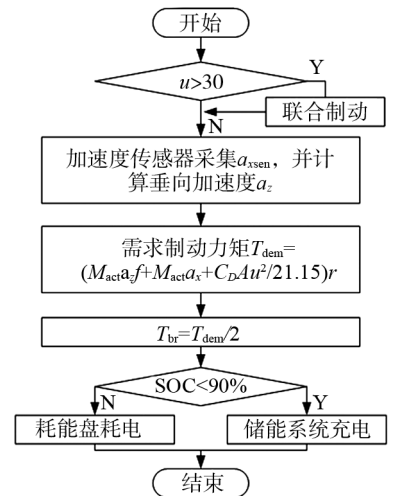 开始
u>30
Y
联合制动
N
加速度传感器采集axsen，并计
算垂向加速度az
需求制动力矩Tdem=
(Mactazf+Mactax+CDAu²/21.15)r
Tbr=Tdem/2
SOC<90%
N
Y
耗能盘耗电
储能系统充电
结束